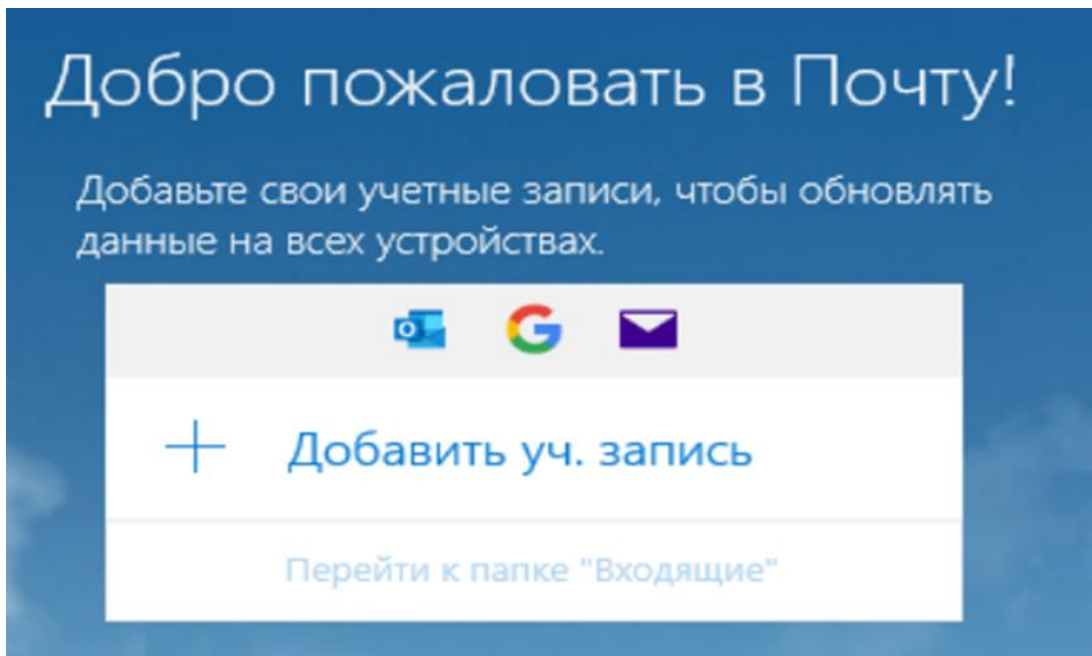 Добро пожаловать в Почту!
Добавьте свои учетные записи, чтобы обновлять
данные на всех устройствах.
Добавить уч. запись
Перейти к папке "Входящие"